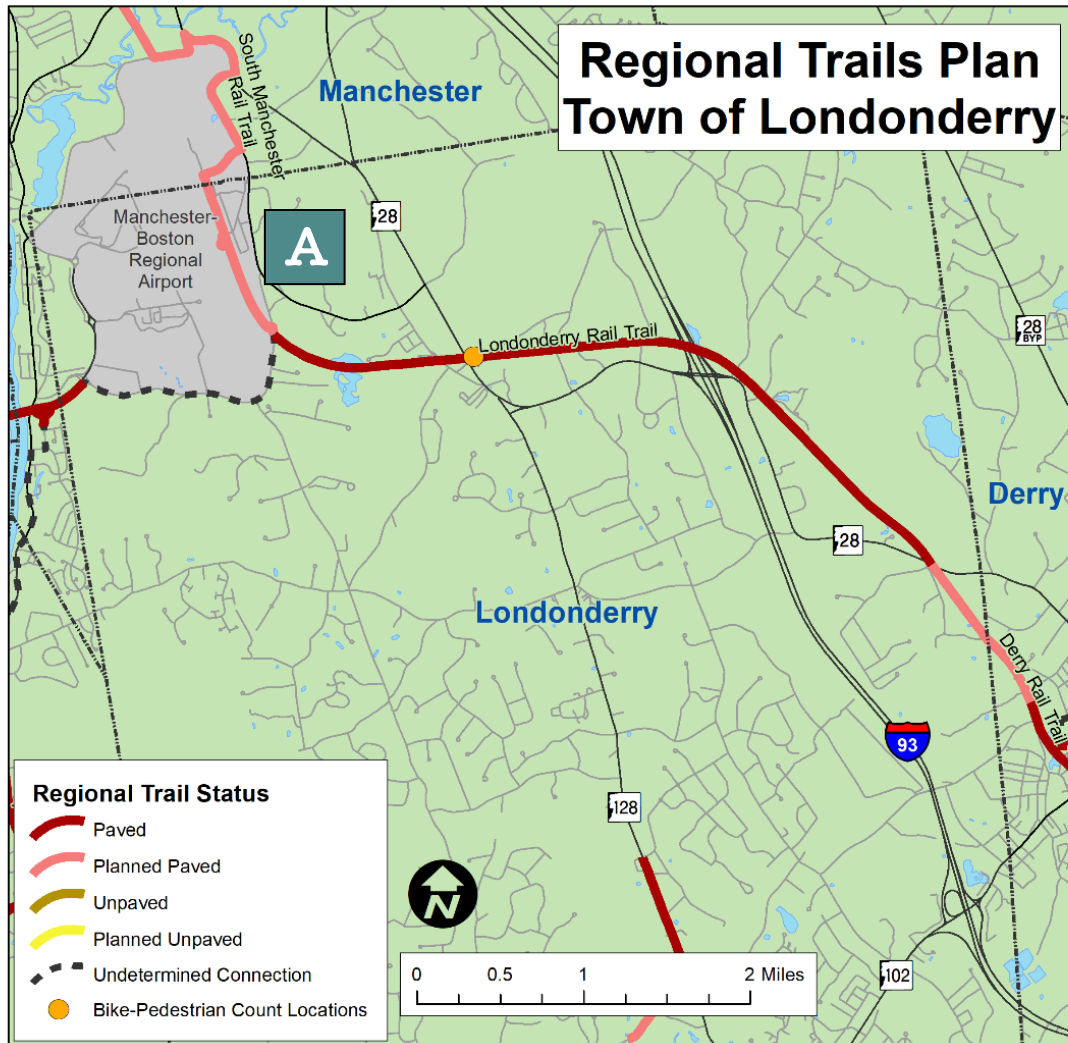 Regional Trails Plan
Town of Londonderry
South Manchester
Rail Trail
Manchester
28
A
Manchester-
Boston
Regional
Airport
28
BYP
Londonderry Rail Trail
Derry
28
Londonderry
Derry Rail Trail
93
128
102
Regional Trail Status
Paved
Planned Paved
Unpaved
Planned Unpaved
Undetermined Connection
Bike-Pedestrian Count Locations
N
0 0.5 1 2 Miles